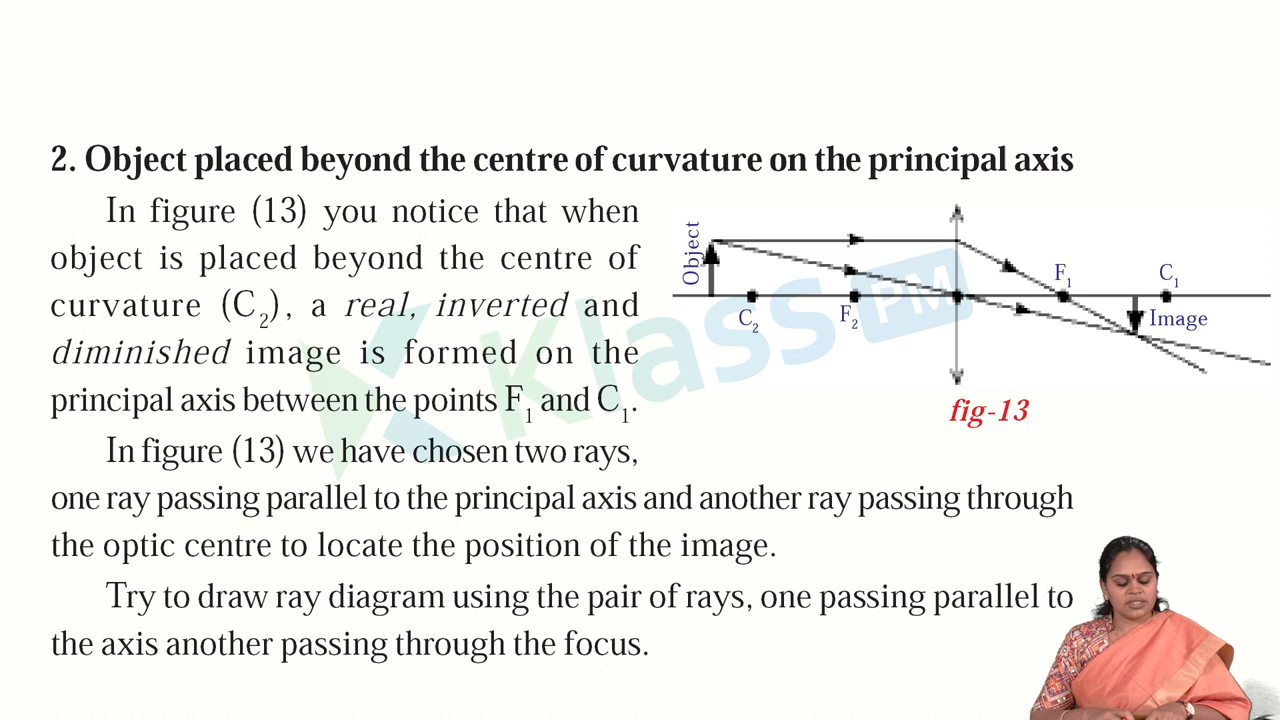 2. Object placed beyond the centre of curvature on the principal axis
In figure (13) you notice that when
object is placed beyond the centre of
curvature (C₂), a real, inverted and
diminished image is formed on the
principal axis between the points F₁ and C₁.
In figure (13) we have chosen two rays,
one ray passing parallel to the principal axis and another ray passing through
the optic centre to locate the position of the image.
Try to draw ray diagram using the pair of rays, one passing parallel to
the axis another passing through the focus.
Object
C₂
F₂
F₁
C₁
Image
fig-13
Klass PM